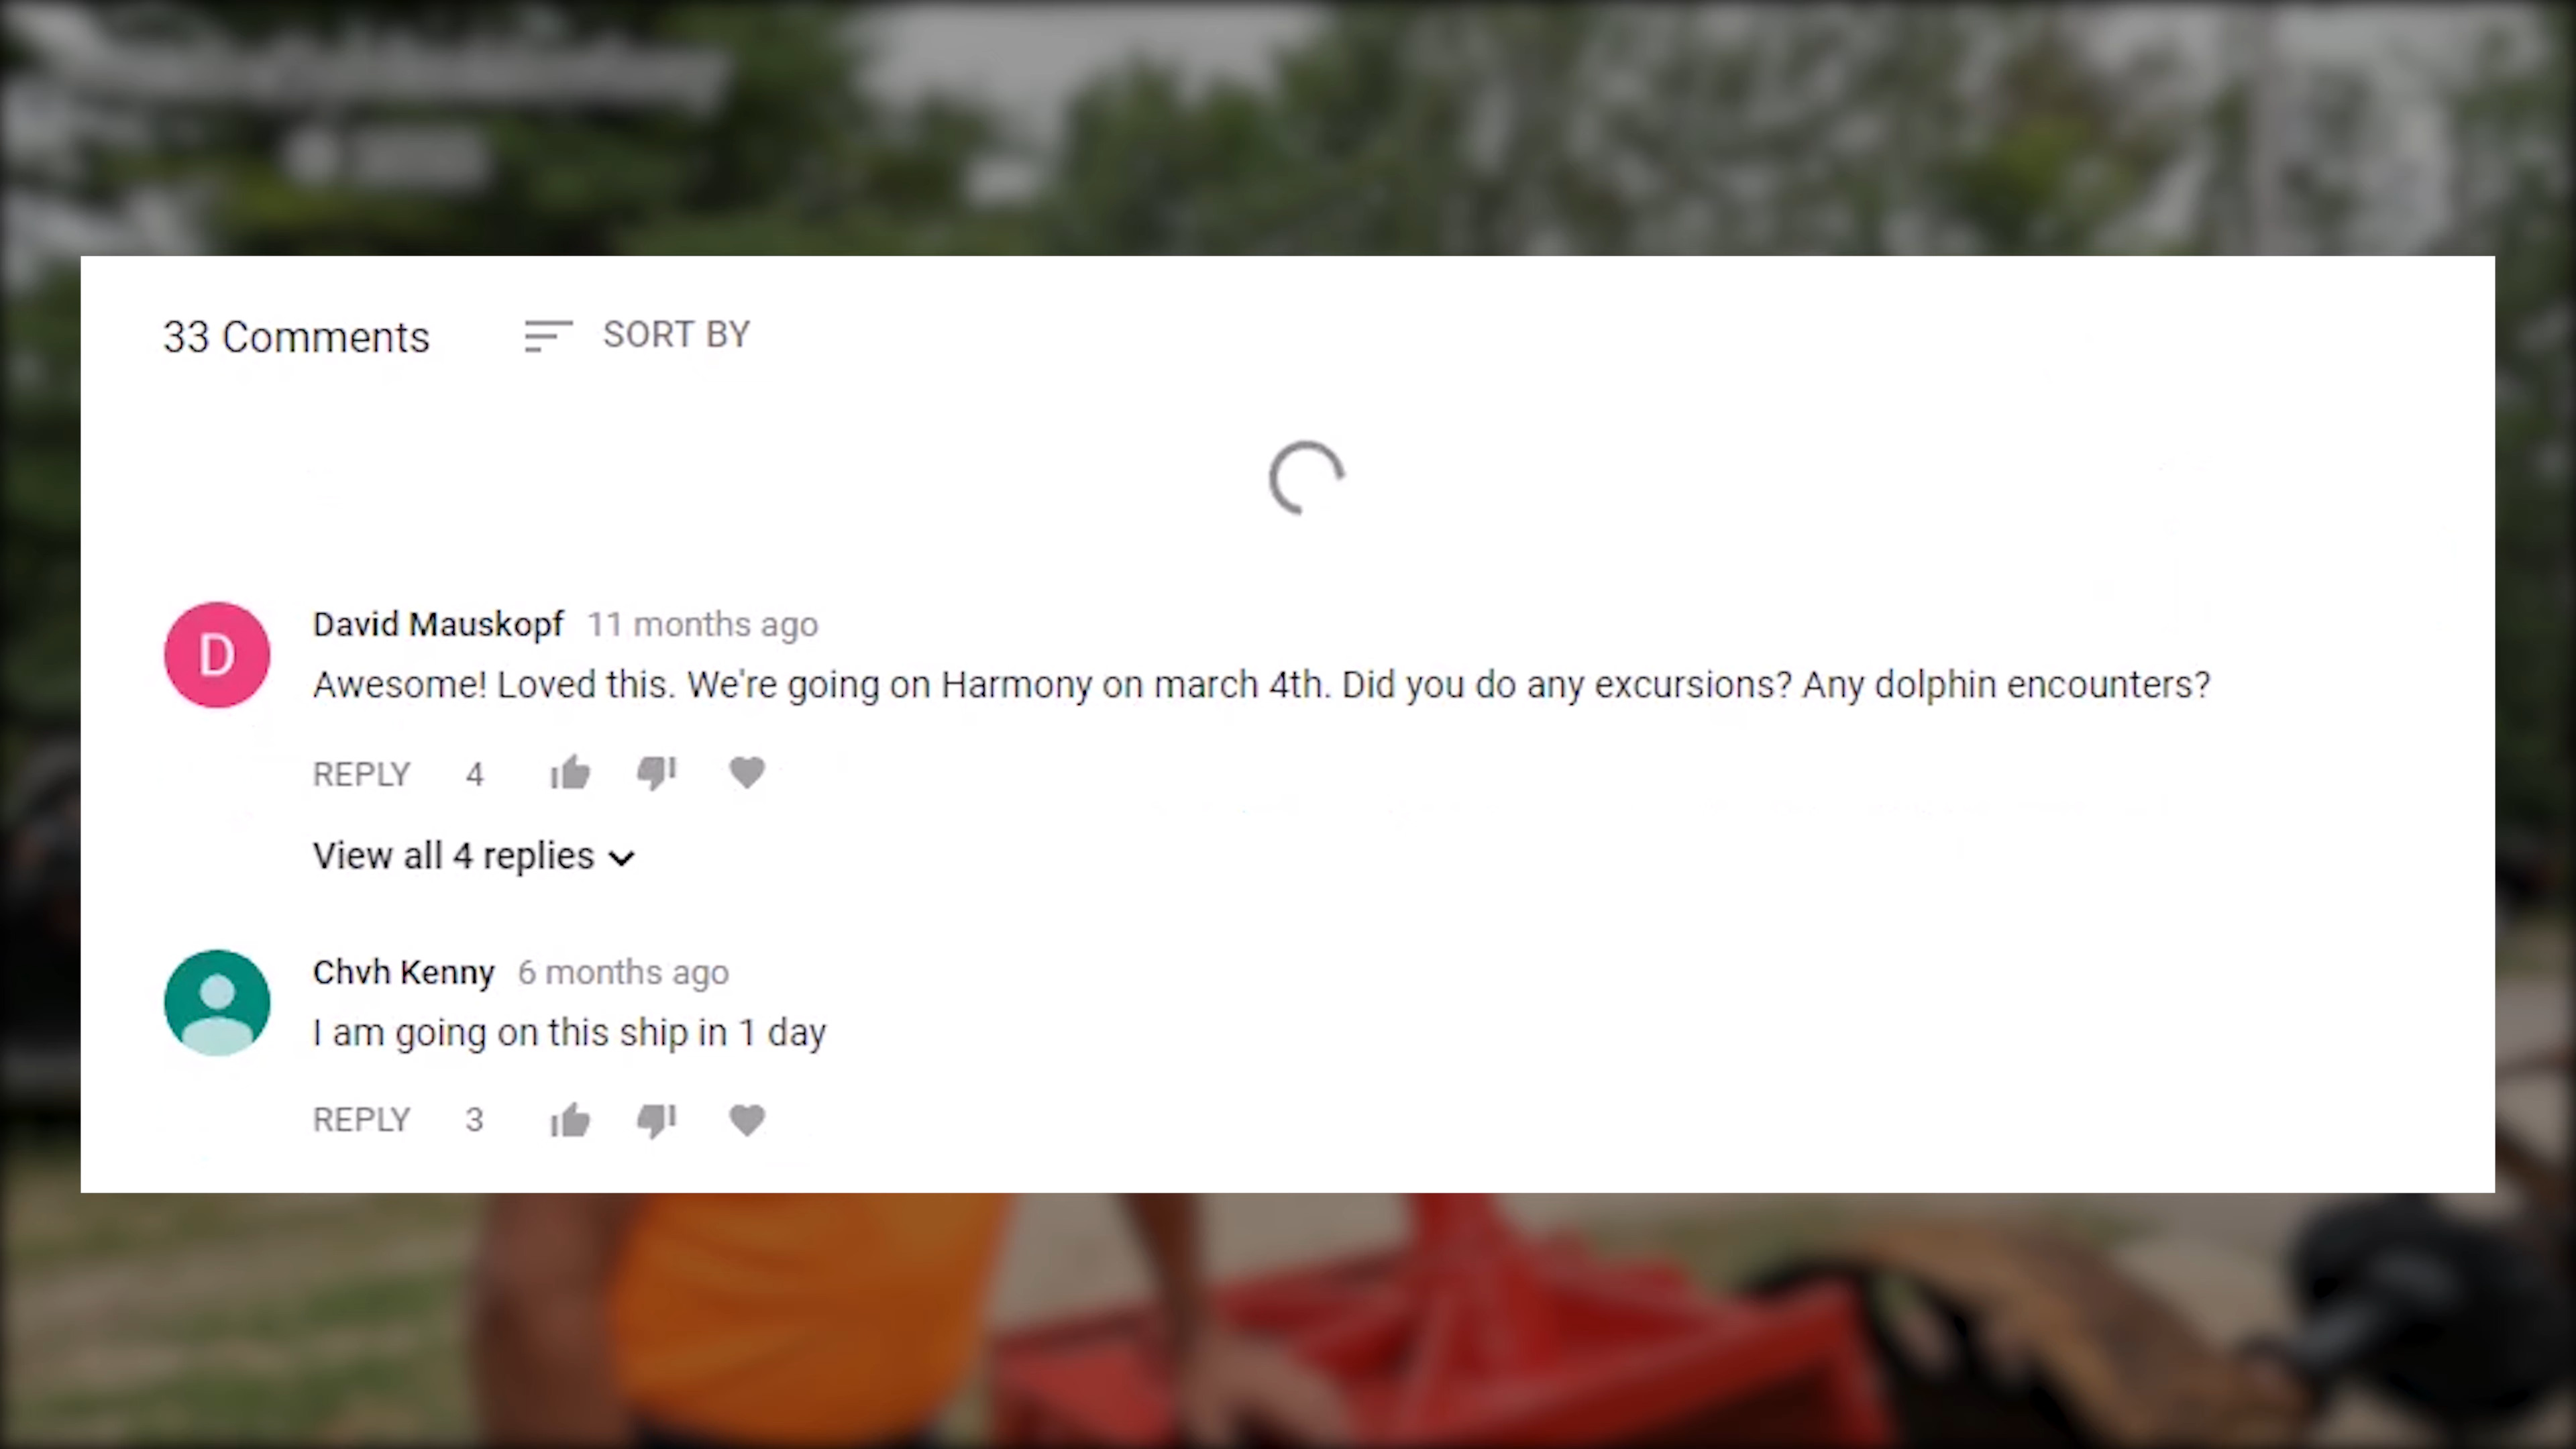 33 Comments SORT BY
D
David Mauskopf 11 months ago
Awesome! Loved this. We're going on Harmony on march 4th. Did you do any excursions? Any dolphin encounters?
REPLY 4
View all 4 replies
Chvh Kenny 6 months ago
I am going on this ship in 1 day
REPLY 3